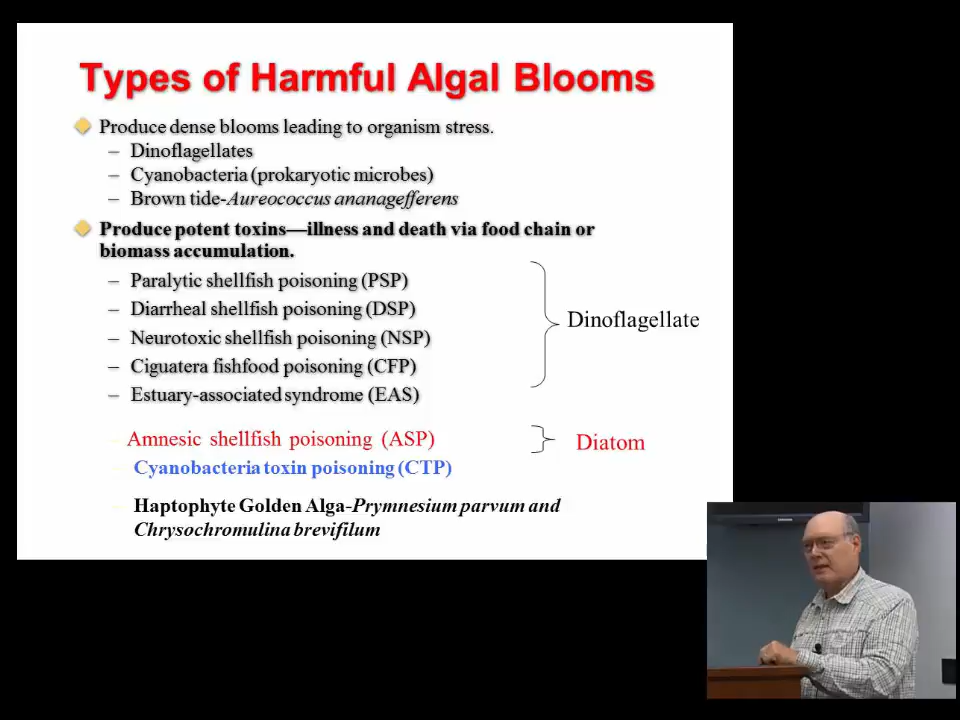 Types of Harmful Algal Blooms
Produce dense blooms leading to organism stress.
– Dinoflagellates
– Cyanobacteria (prokaryotic microbes)
– Brown tide-Aureococcus ananagefferens
Produce potent toxins—illness and death via food chain or
biomass accumulation.
– Paralytic shellfish poisoning (PSP)
– Diarrheal shellfish poisoning (DSP)
– Neurotoxic shellfish poisoning (NSP)
– Ciguatera fishfood poisoning (CFP)
– Estuary-associated syndrome (EAS)
Dinoflagellate
– Amnesic shellfish poisoning (ASP)
Diatom
– Cyanobacteria toxin poisoning (CTP)
– Haptophyte Golden Alga-Prymnesium parvum and
Chrysochromulina brevifilum